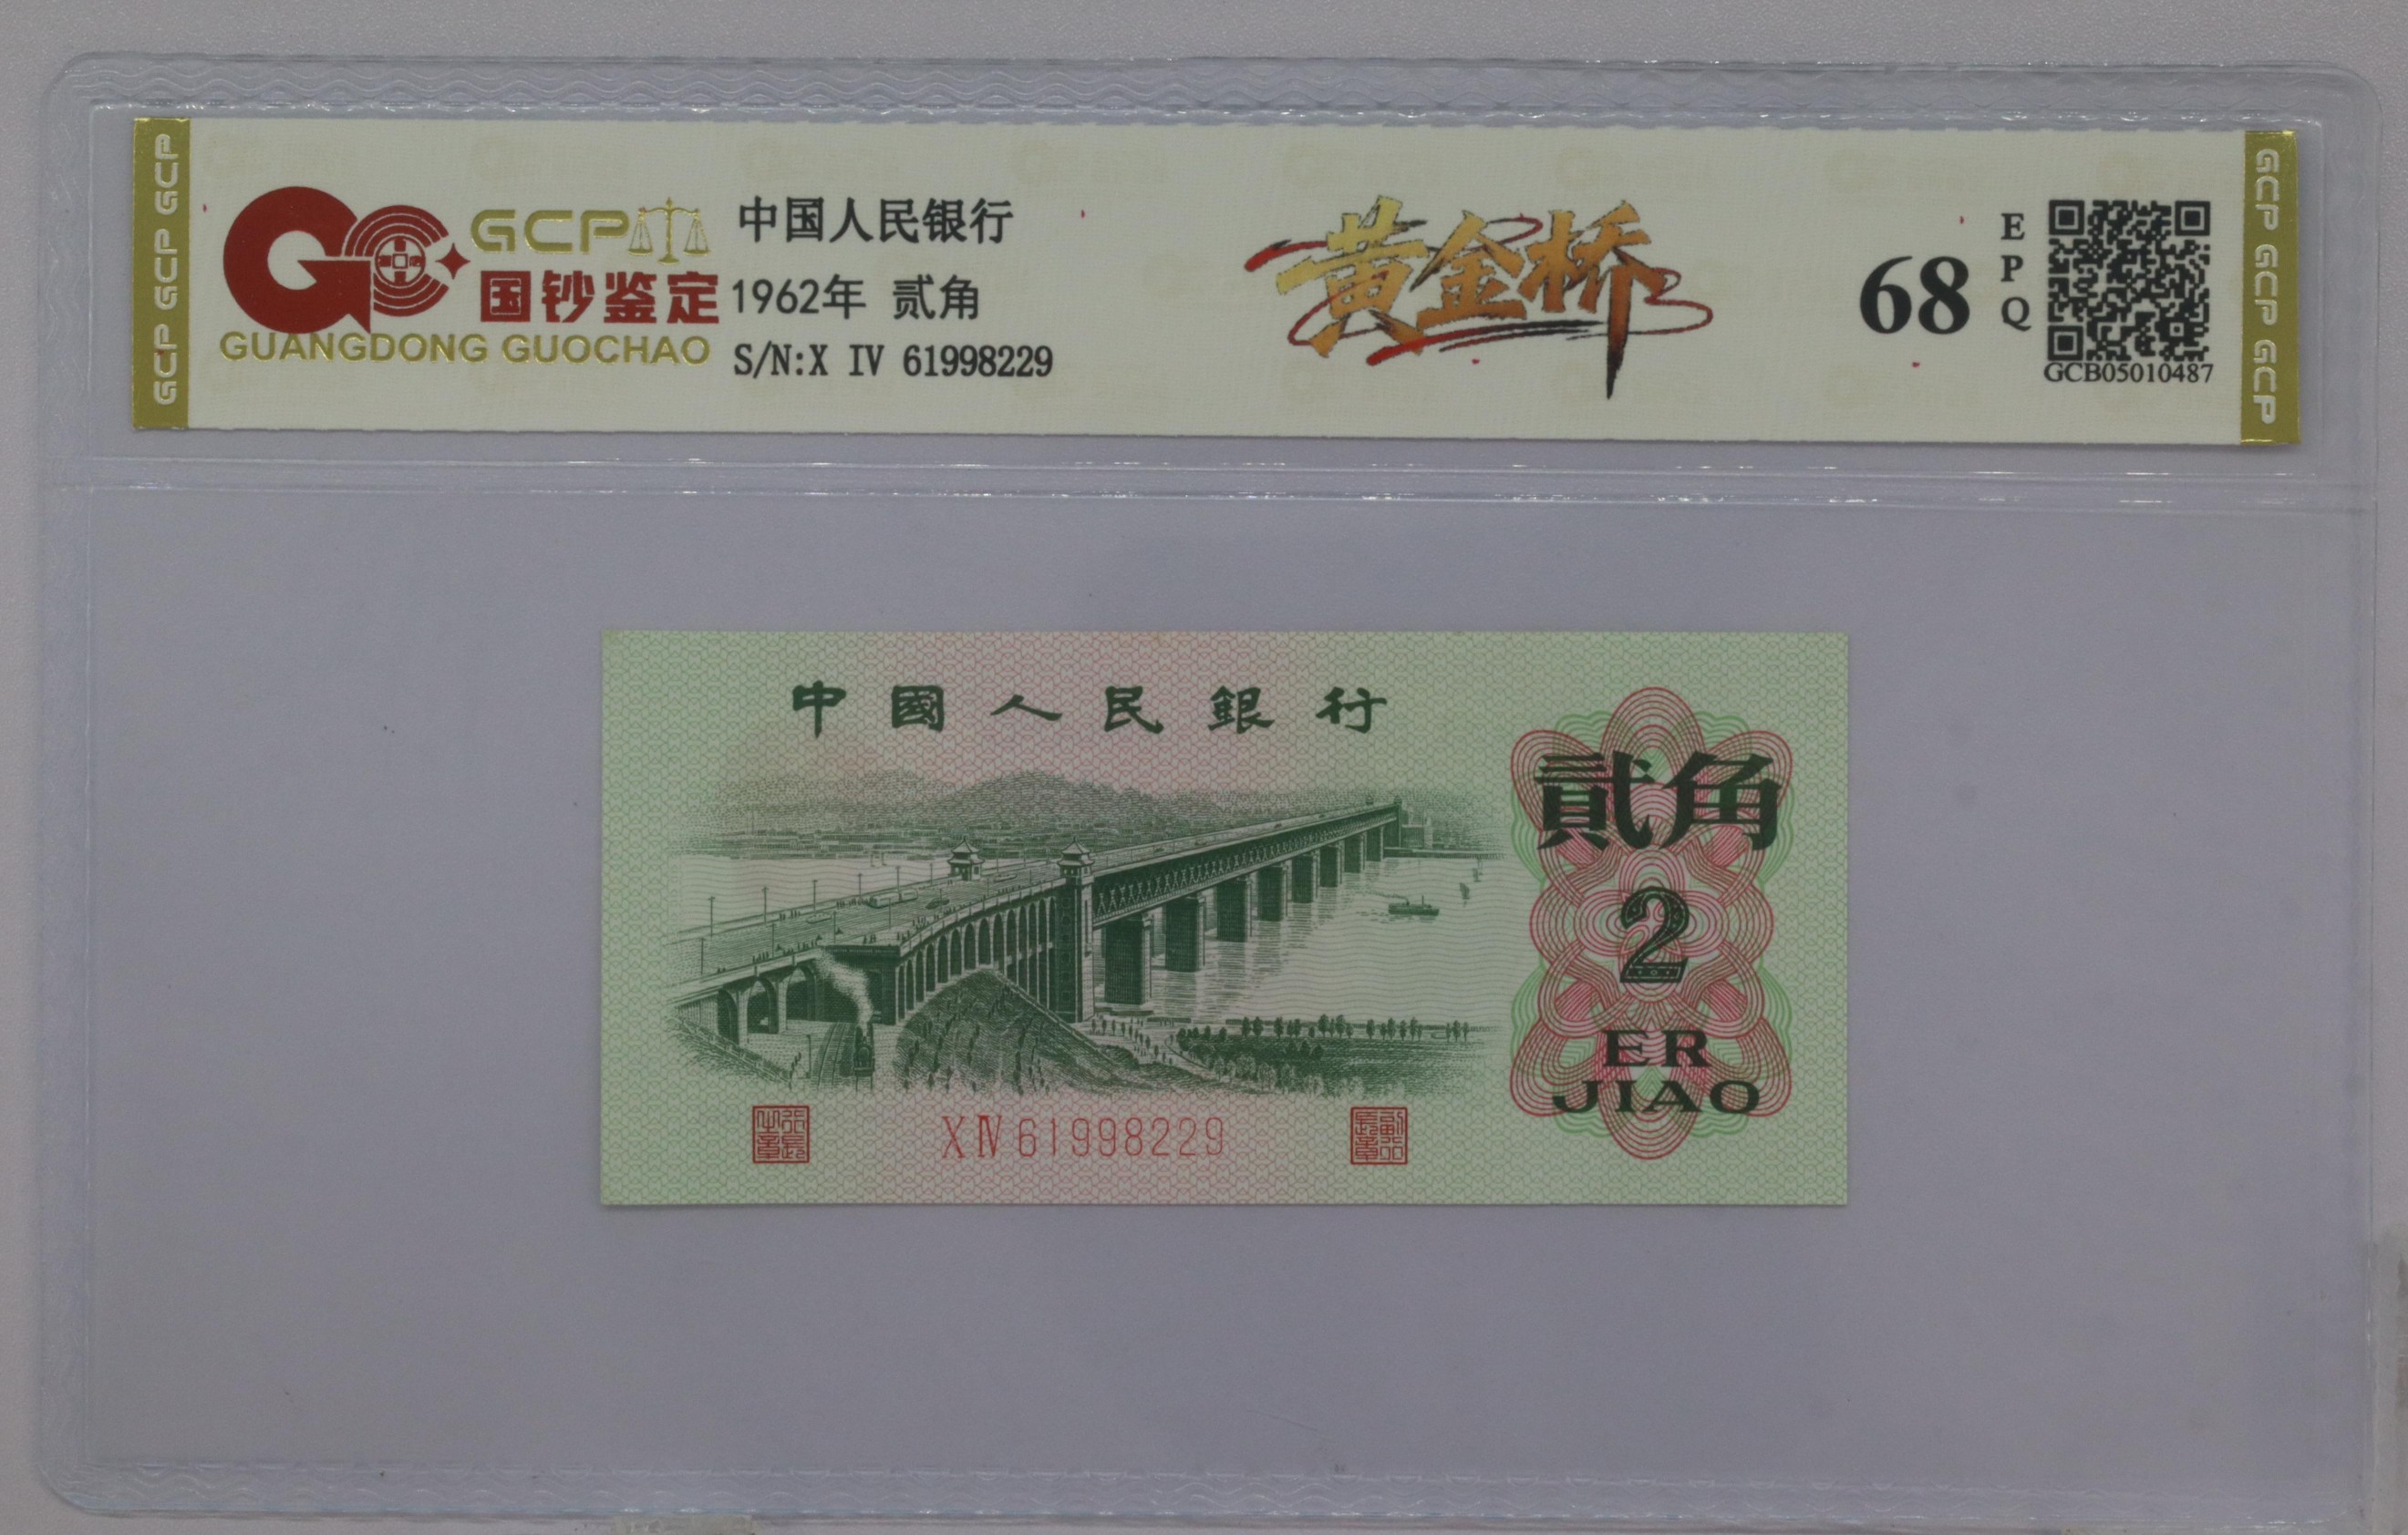 GCP GCP GCP
GCP
国钞鉴定
GUANGDONG GUOCHAO
中国人民银行
1962年 贰角
S/N:X IV 61998229
黄金桥
68
EPQ
GCB05010487
GCP GCP GCP
中國人民銀行
貳角
2
ER
JIAO
X IV 61998229